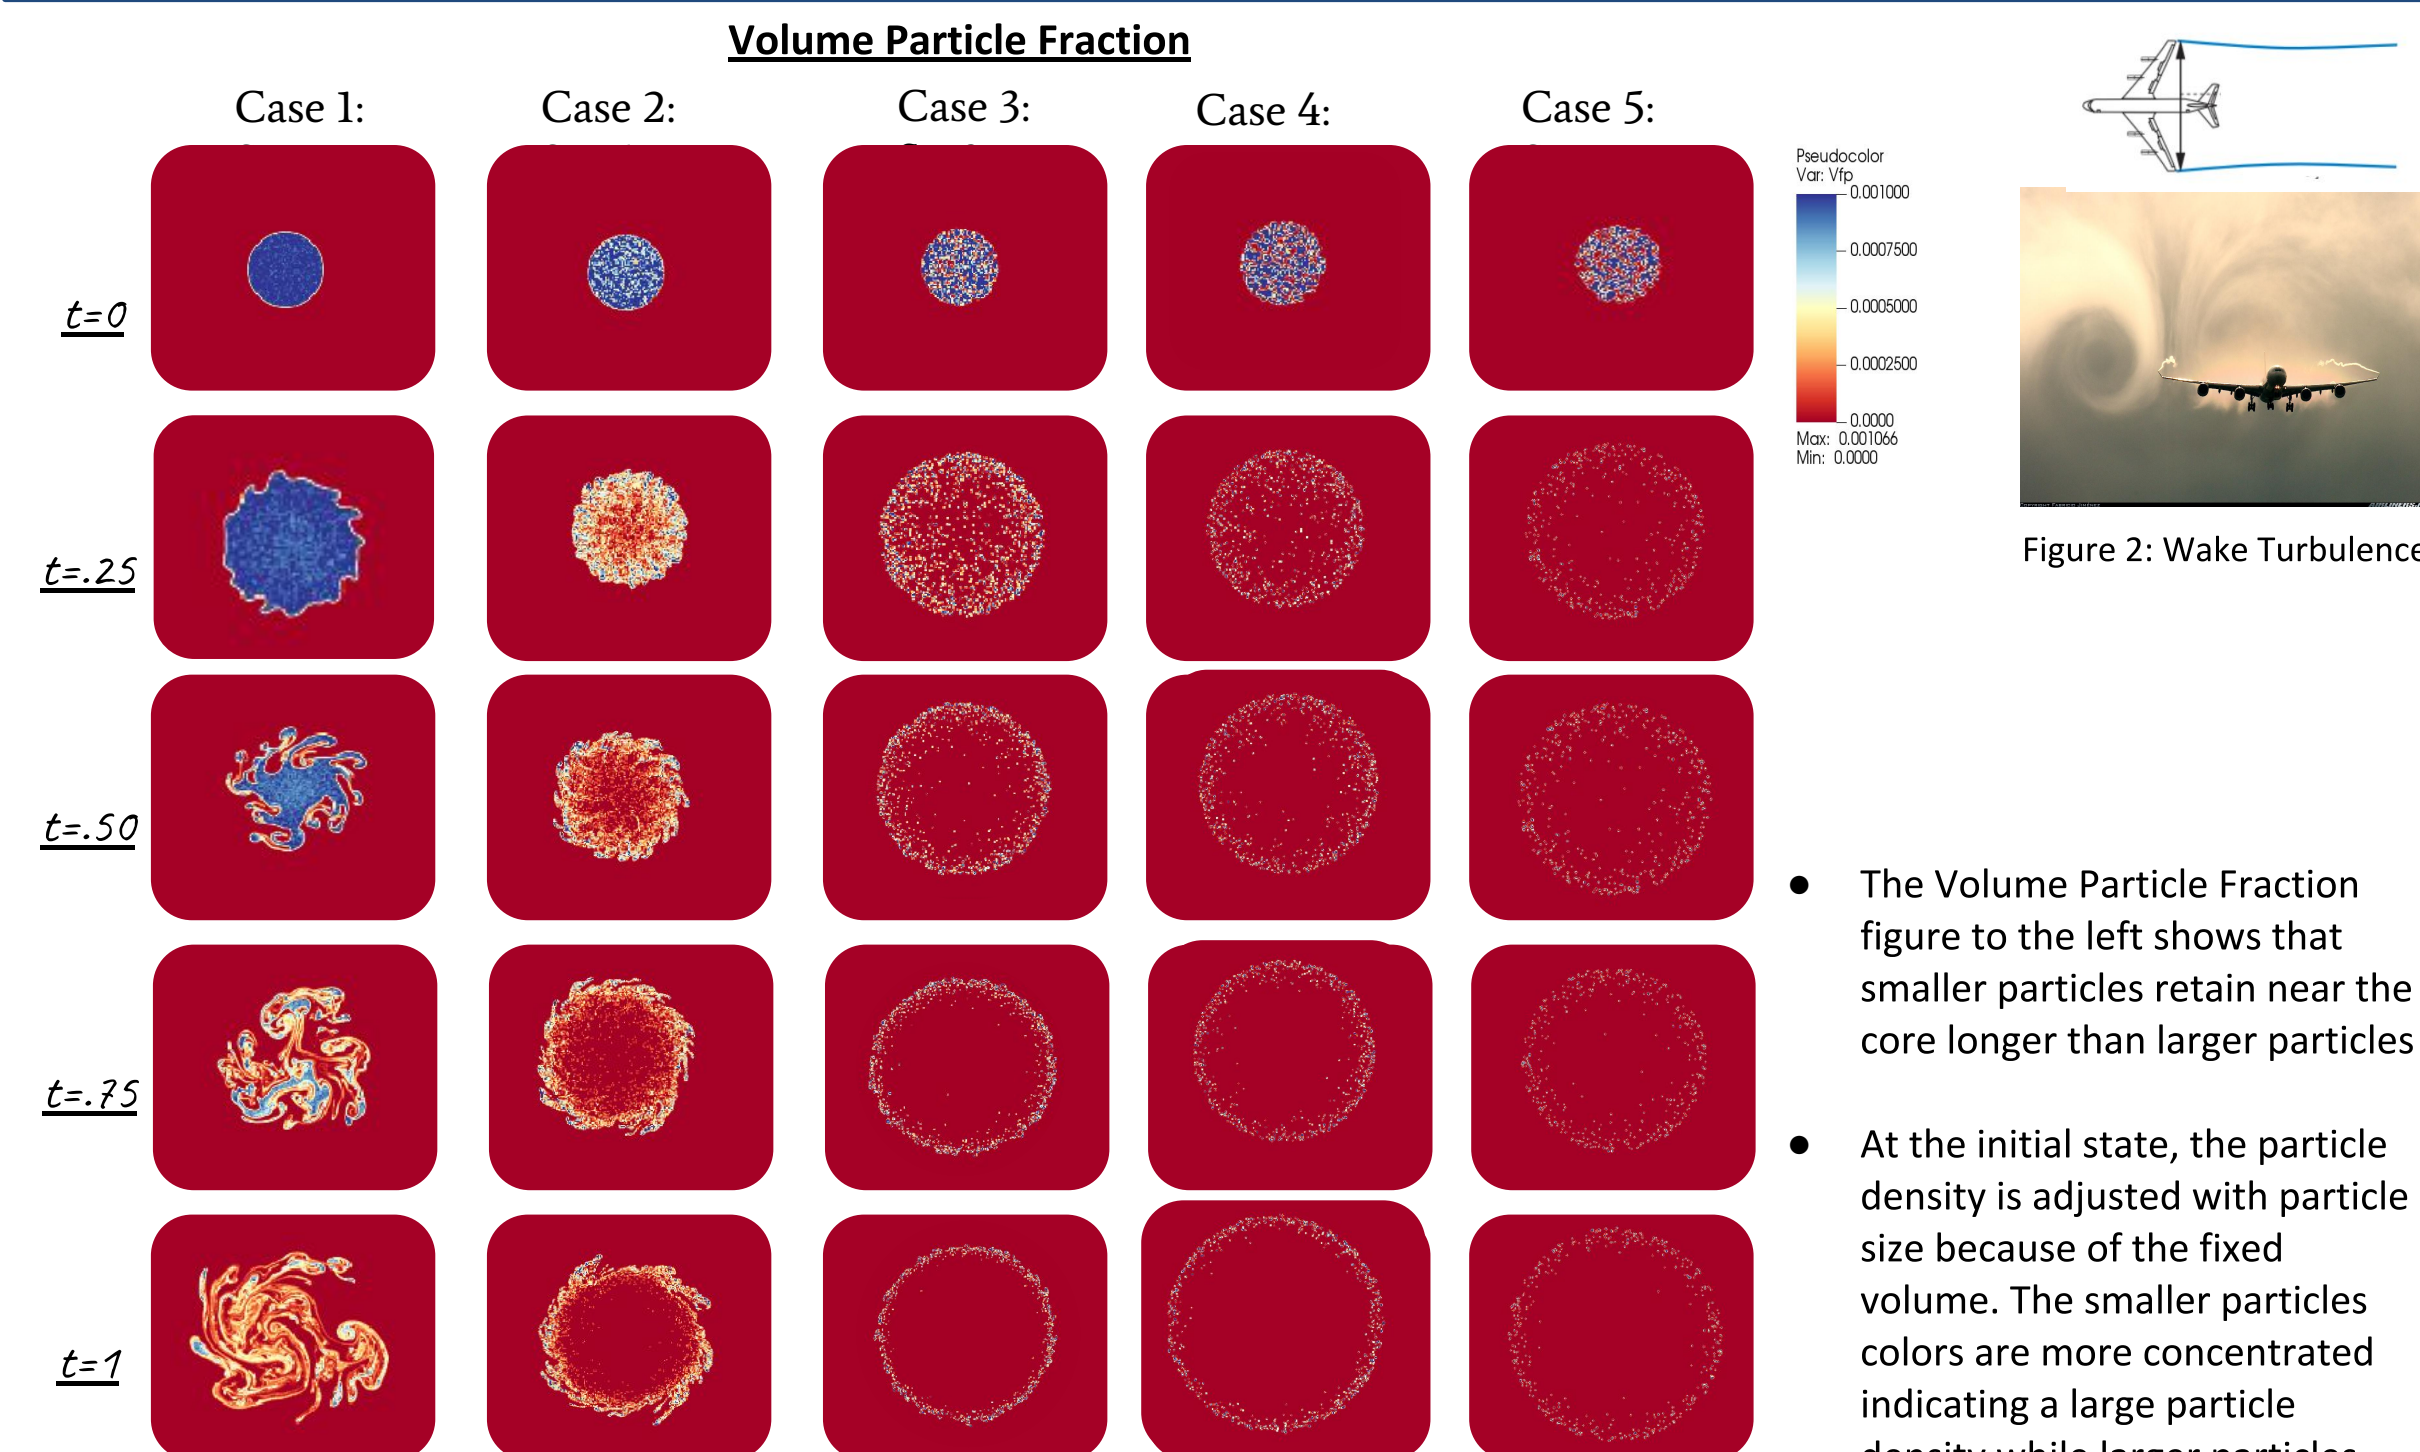 Volume Particle Fraction
Case 1:
Case 2:
Case 3:
Case 4:
Case 5:
Pseudocolor
Var: Vfp
0.001000
0.0007500
0.0005000
0.0002500
0.0000
Max: 0.001066
Min: 0.0000
t=0
t=.25
t=.50
t=.75
t=1
Figure 2: Wake Turbulence
● The Volume Particle Fraction
figure to the left shows that
smaller particles retain near the
core longer than larger particles
● At the initial state, the particle
density is adjusted with particle
size because of the fixed
volume. The smaller particles
colors are more concentrated
indicating a large particle
density while larger particles